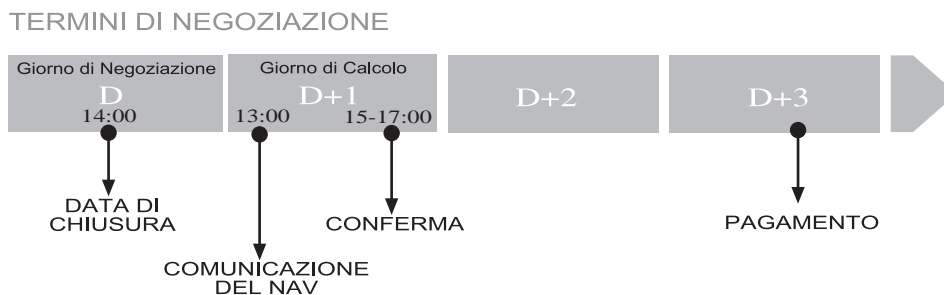 TERMINI DI NEGOZIAZIONE
Giorno di Negoziazione
D
14:00
Giorno di Calcolo
D+1
13:00 15-17:00
D+2
D+3
DATA DI
CHIUSURA
CONFERMA
PAGAMENTO
COMUNICAZIONE
DEL NAV